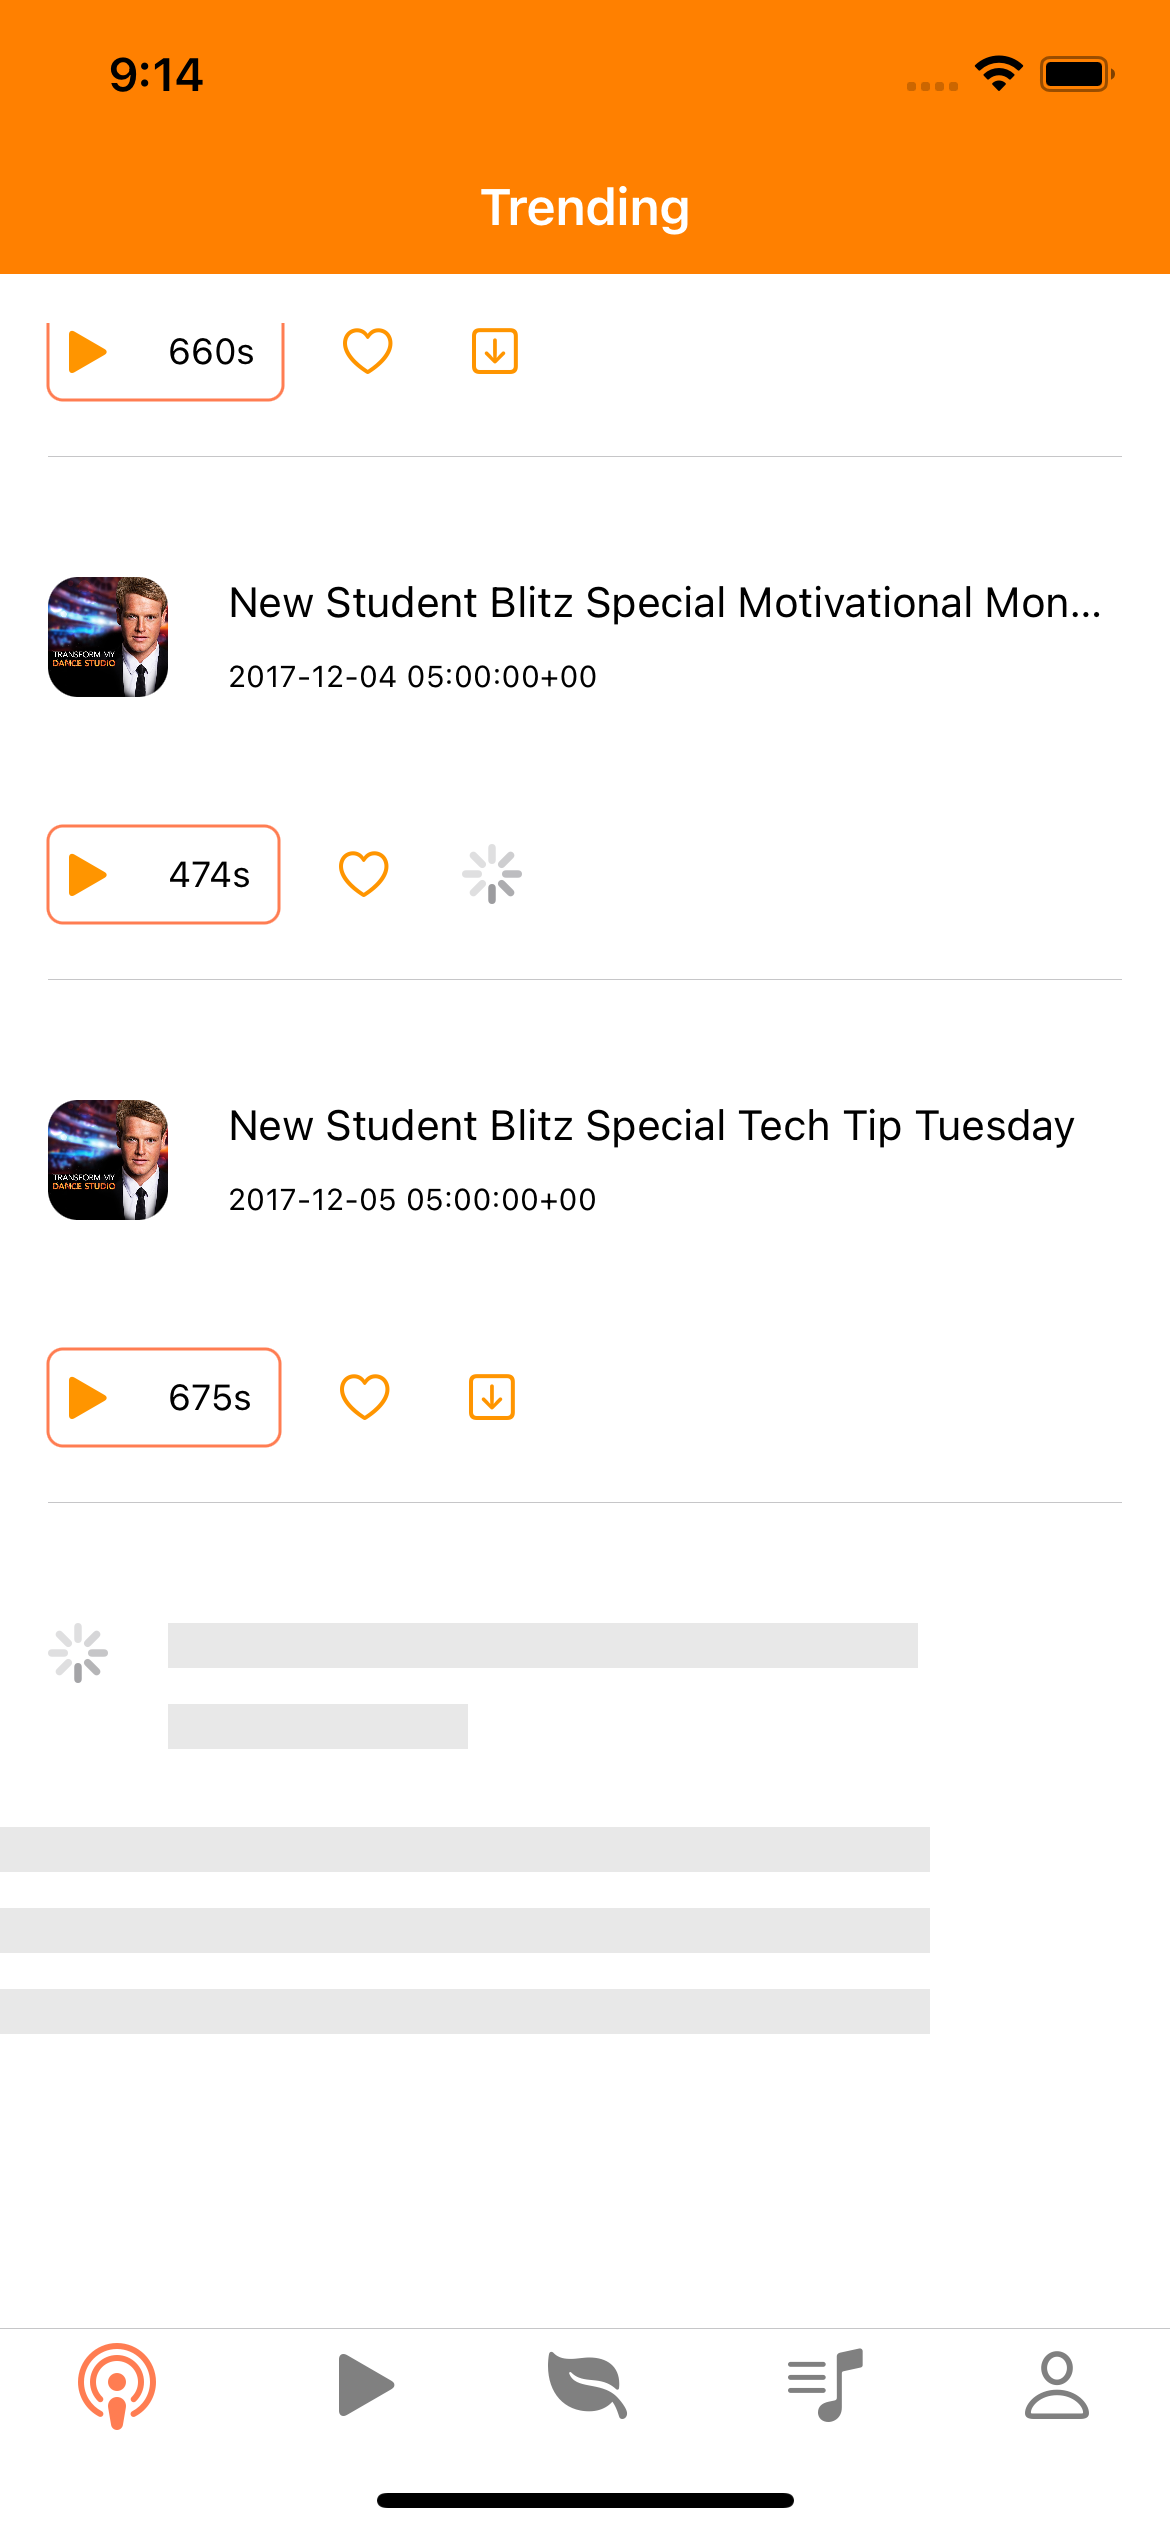 9:14
Trending
660s
New Student Blitz Special Motivational Mon...
2017-12-04 05:00:00+00
TRANSFORM MY
DANCE STUDIO
474s
New Student Blitz Special Tech Tip Tuesday
2017-12-05 05:00:00+00
TRANSFORM MY
DANCE STUDIO
675s